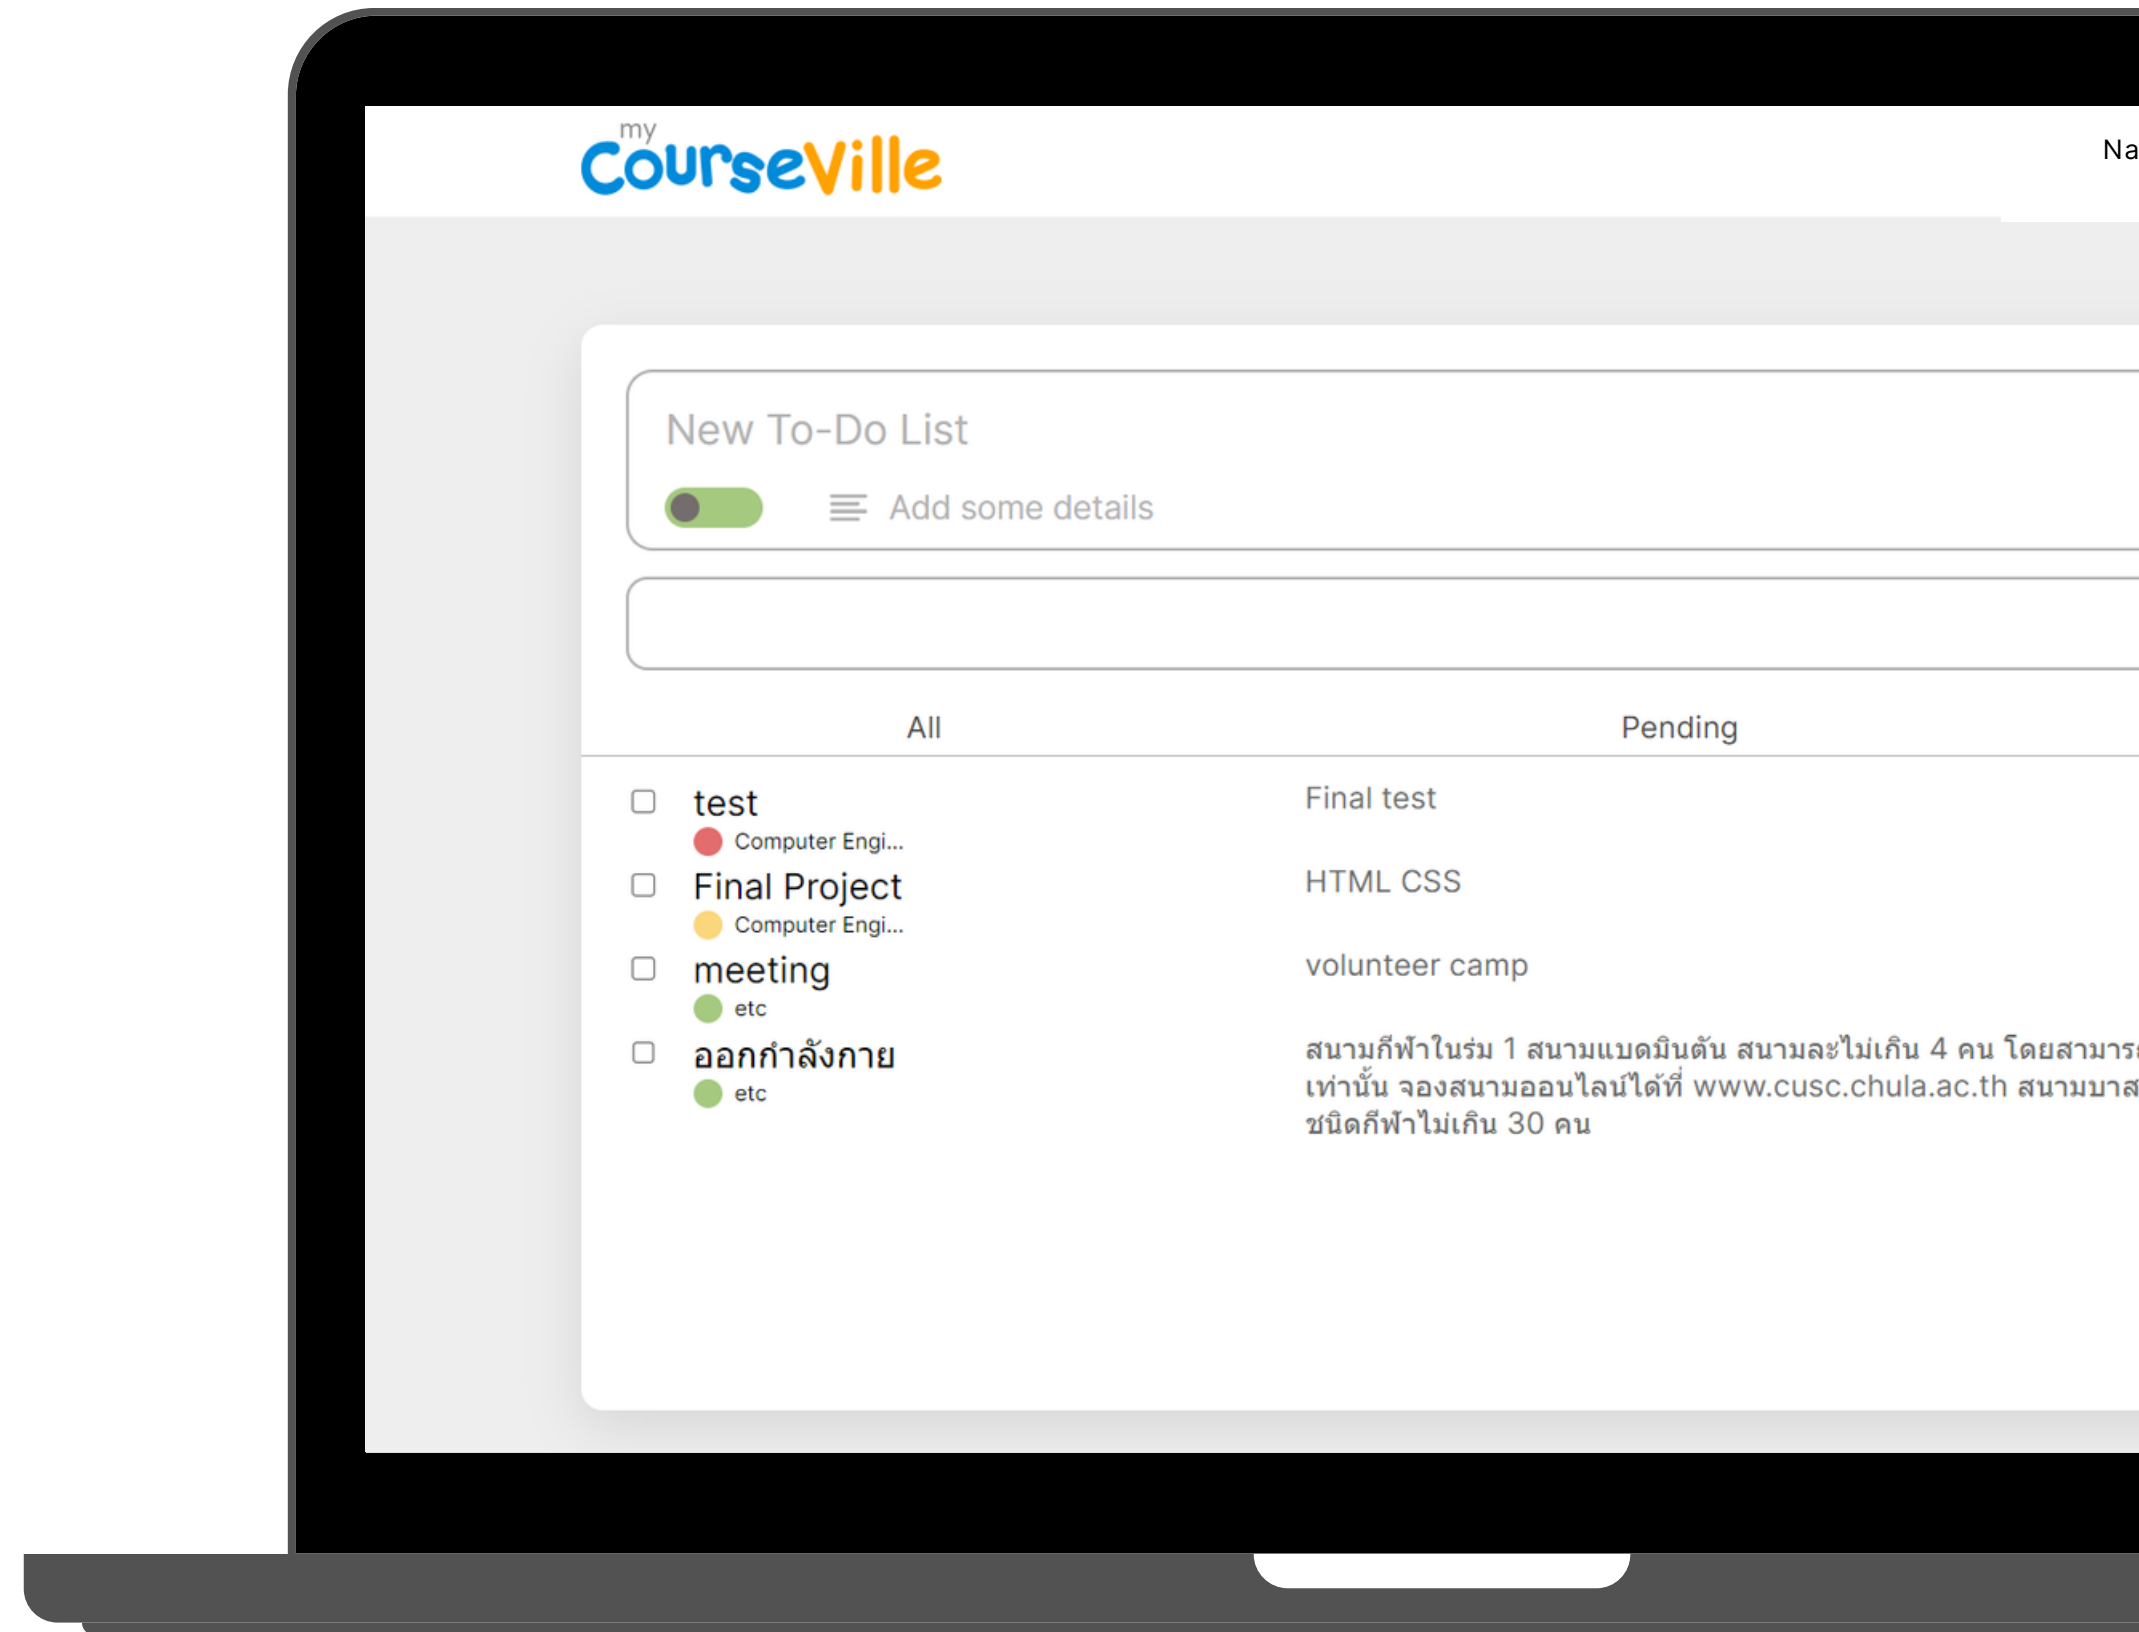 my
CourseVille
Na
New To-Do List
Add some details
All Pending
test Final test
Computer Engi...
Final Project HTML CSS
Computer Engi...
meeting volunteer camp
etc
ออกกำลังกาย
etc
สนามกีฬาในร่ม 1 สนามแบดมินตัน สนามละไม่เกิน 4 คน โดยสามาร
เท่านั้น จองสนามออนไลน์ได้ที่ www.cusc.chula.ac.th สนามบาส
ชนิดกีฬาไม่เกิน 30 คน